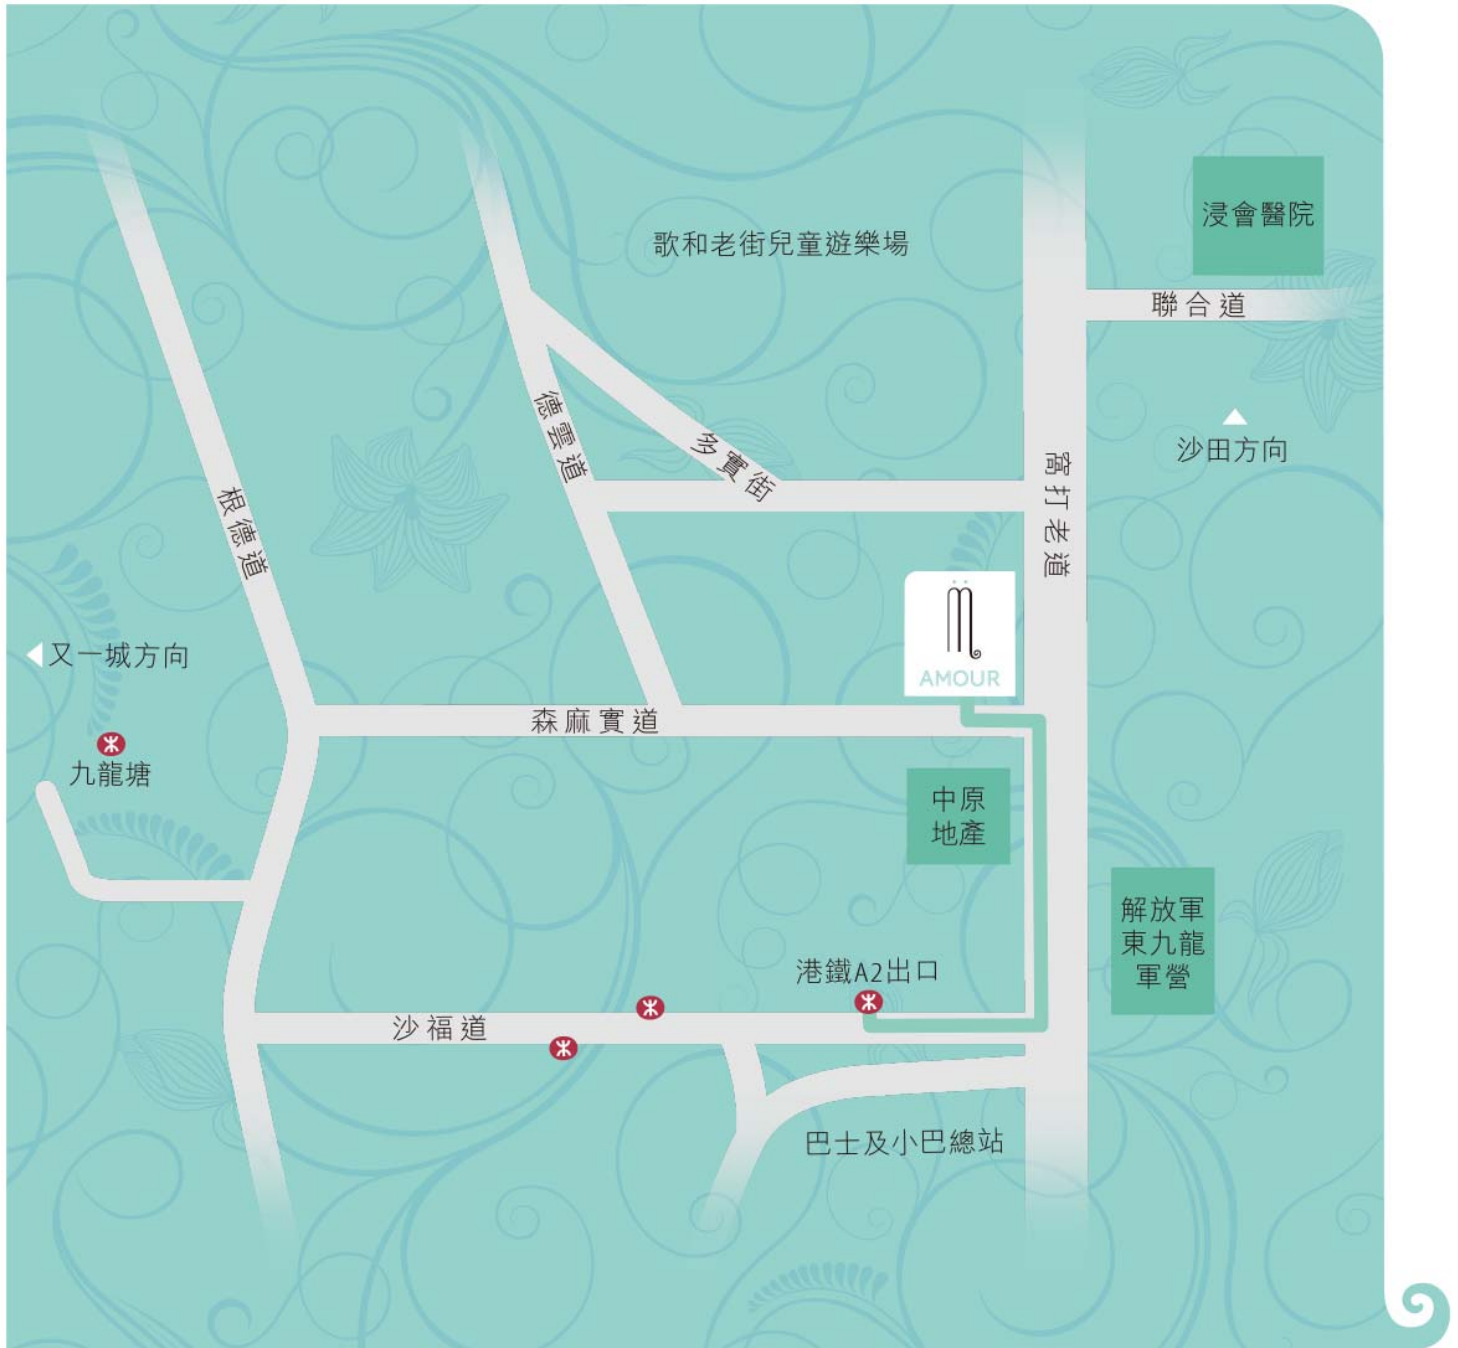 浸會醫院
歌和老街兒童遊樂場
聯合道
沙田方向
德雲道
多實街
窩打老道
根德道
AMOUR
又一城方向
森麻實道
九龍塘
中原
地產
解放軍
東九龍
軍營
港鐵A2出口
沙福道
巴士及小巴總站